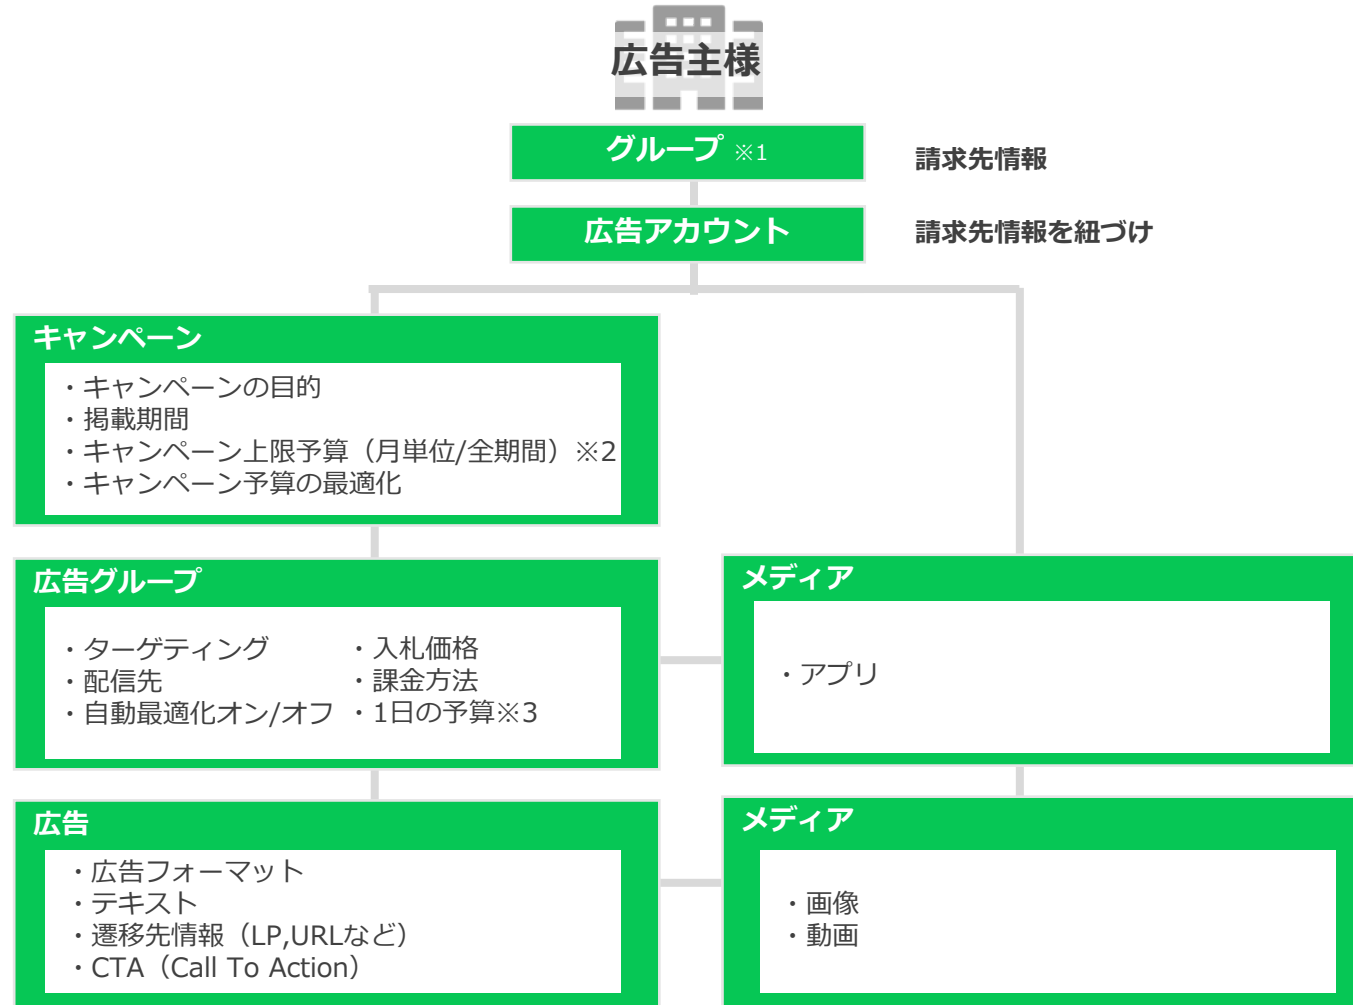 広告主様
グループ ※1
請求先情報
広告アカウント
請求先情報を紐づけ
キャンペーン
・キャンペーンの目的
・掲載期間
・キャンペーン上限予算（月単位/全期間）※2
・キャンペーン予算の最適化
広告グループ
・ターゲティング
・配信先
・自動最適化オン/オフ
・入札価格
・課金方法
・1日の予算※3
メディア
・アプリ
広告
・広告フォーマット
・テキスト
・遷移先情報（LP,URLなど）
・CTA（Call To Action）
メディア
・画像
・動画